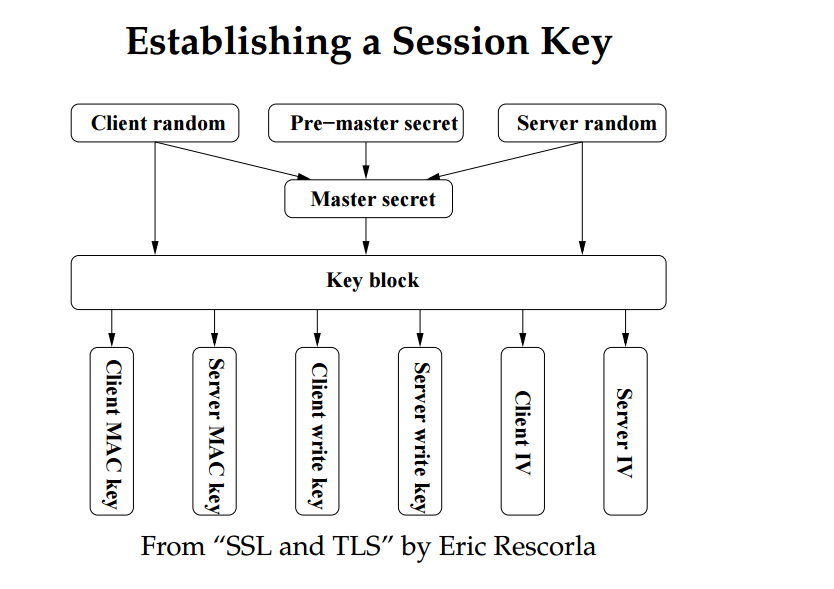 Establishing a Session Key
Client random
Pre−master secret
Server random
Master secret
Key block
Client MAC key
Server MAC key
Client write key
Server write key
Client IV
Server IV
From “SSL and TLS” by Eric Rescorla